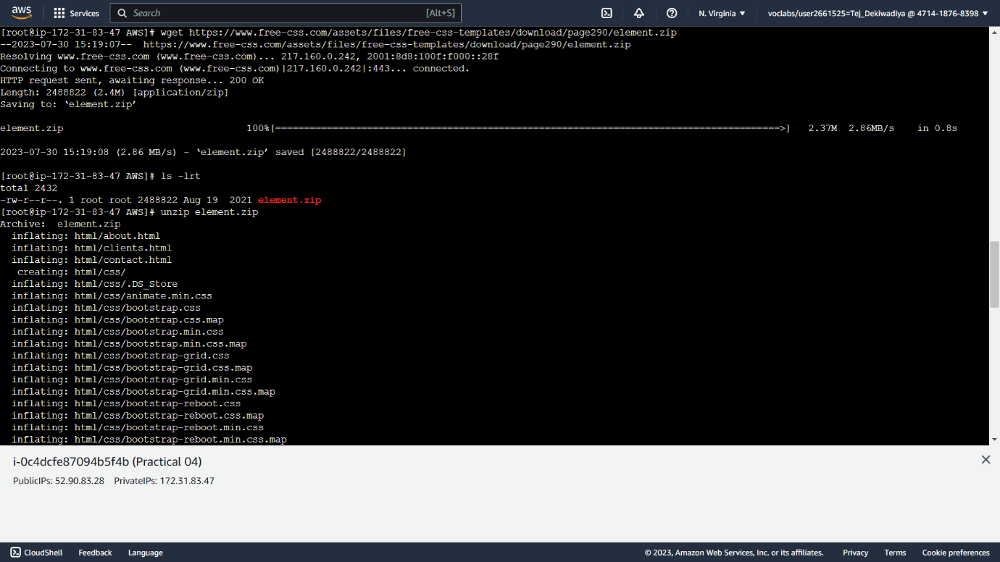 aws
Services
Search
[Alt+S]
N. Virginia
voclabs/user2661525=Tej_Dekiwadiya @ 4714-1876-8398
[root@ip-172-31-83-47 AWS]# wget https://www.free-css.com/assets/files/free-css-templates/download/page290/element.zip
--2023-07-30 15:19:07--  https://www.free-css.com/assets/files/free-css-templates/download/page290/element.zip
Resolving www.free-css.com (www.free-css.com)... 217.160.0.242, 2001:8d8:100f:f000::28f
Connecting to www.free-css.com (www.free-css.com)|217.160.0.242|:443... connected.
HTTP request sent, awaiting response... 200 OK
Length: 2488822 (2.4M) [application/zip]
Saving to: ‘element.zip’
element.zip 100%[=========================================================================================>] 2.37M 2.86MB/s in 0.8s
2023-07-30 15:19:08 (2.86 MB/s) - ‘element.zip’ saved [2488822/2488822]
[root@ip-172-31-83-47 AWS]# ls -lrt
total 2432
-rw-r--r--. 1 root root 2488822 Aug 19  2021 element.zip
[root@ip-172-31-83-47 AWS]# unzip element.zip
Archive:  element.zip
  inflating: html/about.html
  inflating: html/clients.html
  inflating: html/contact.html
   creating: html/css/
  inflating: html/css/.DS_Store
  inflating: html/css/animate.min.css
  inflating: html/css/bootstrap.css
  inflating: html/css/bootstrap.css.map
  inflating: html/css/bootstrap.min.css
  inflating: html/css/bootstrap.min.css.map
  inflating: html/css/bootstrap-grid.css
  inflating: html/css/bootstrap-grid.css.map
  inflating: html/css/bootstrap-grid.min.css
  inflating: html/css/bootstrap-grid.min.css.map
  inflating: html/css/bootstrap-reboot.css
  inflating: html/css/bootstrap-reboot.css.map
  inflating: html/css/bootstrap-reboot.min.css
  inflating: html/css/bootstrap-reboot.min.css.map
i-0c4dcfe87094b5f4b (Practical 04)
PublicIPs: 52.90.83.28 PrivateIPs: 172.31.83.47
CloudShell
Feedback
Language
© 2023, Amazon Web Services, Inc. or its affiliates.
Privacy
Terms
Cookie preferences